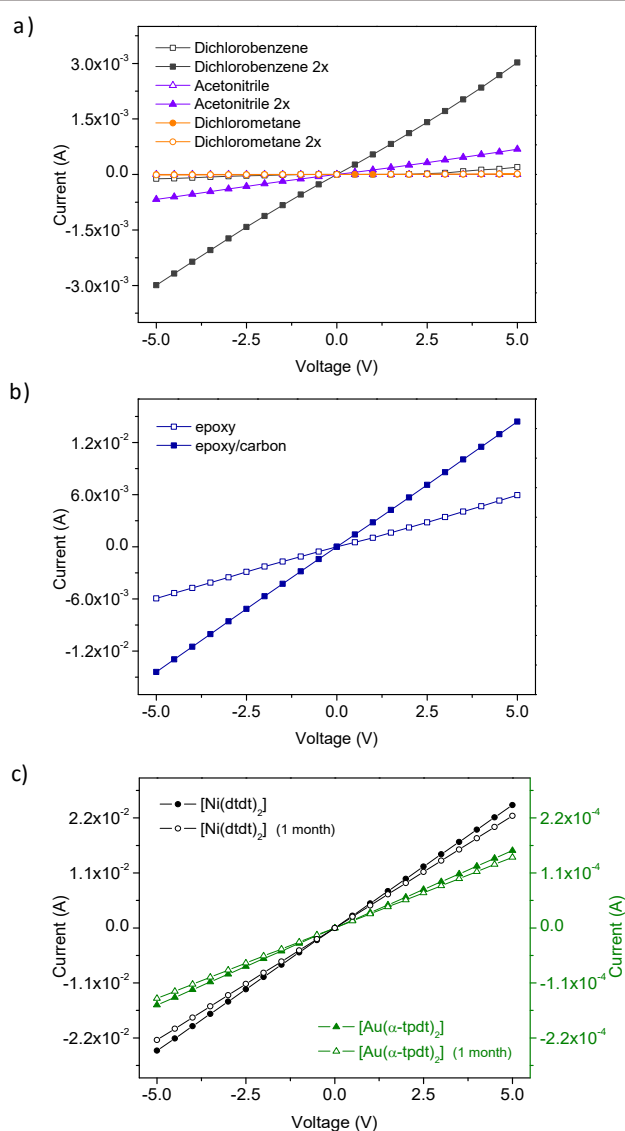 a)
Dichlorobenzene
Dichlorobenzene 2x
Acetonitrile
Acetonitrile 2x
Dichlorometane
Dichlorometane 2x
3.0x10⁻³
1.5x10⁻³
0.0
-1.5x10⁻³
-3.0x10⁻³
Current (A)
-5.0 -2.5 0.0 2.5 5.0
Voltage (V)
b)
epoxy
epoxy/carbon
1.2x10⁻²
6.0x10⁻³
0.0
-6.0x10⁻³
-1.2x10⁻²
Current (A)
-5.0 -2.5 0.0 2.5 5.0
Voltage (V)
c)
[Ni(dtdt)₂]
[Ni(dtdt)₂] (1 month)
2.2x10⁻² 2.2x10⁻⁴
1.1x10⁻² 1.1x10⁻⁴
0.0 0.0
-1.1x10⁻² -1.1x10⁻⁴
-2.2x10⁻² -2.2x10⁻⁴
Current (A)
Current (A)
[Au(α-tpdt)₂]
[Au(α-tpdt)₂] (1 month)
-5.0 -2.5 0.0 2.5 5.0
Voltage (V)